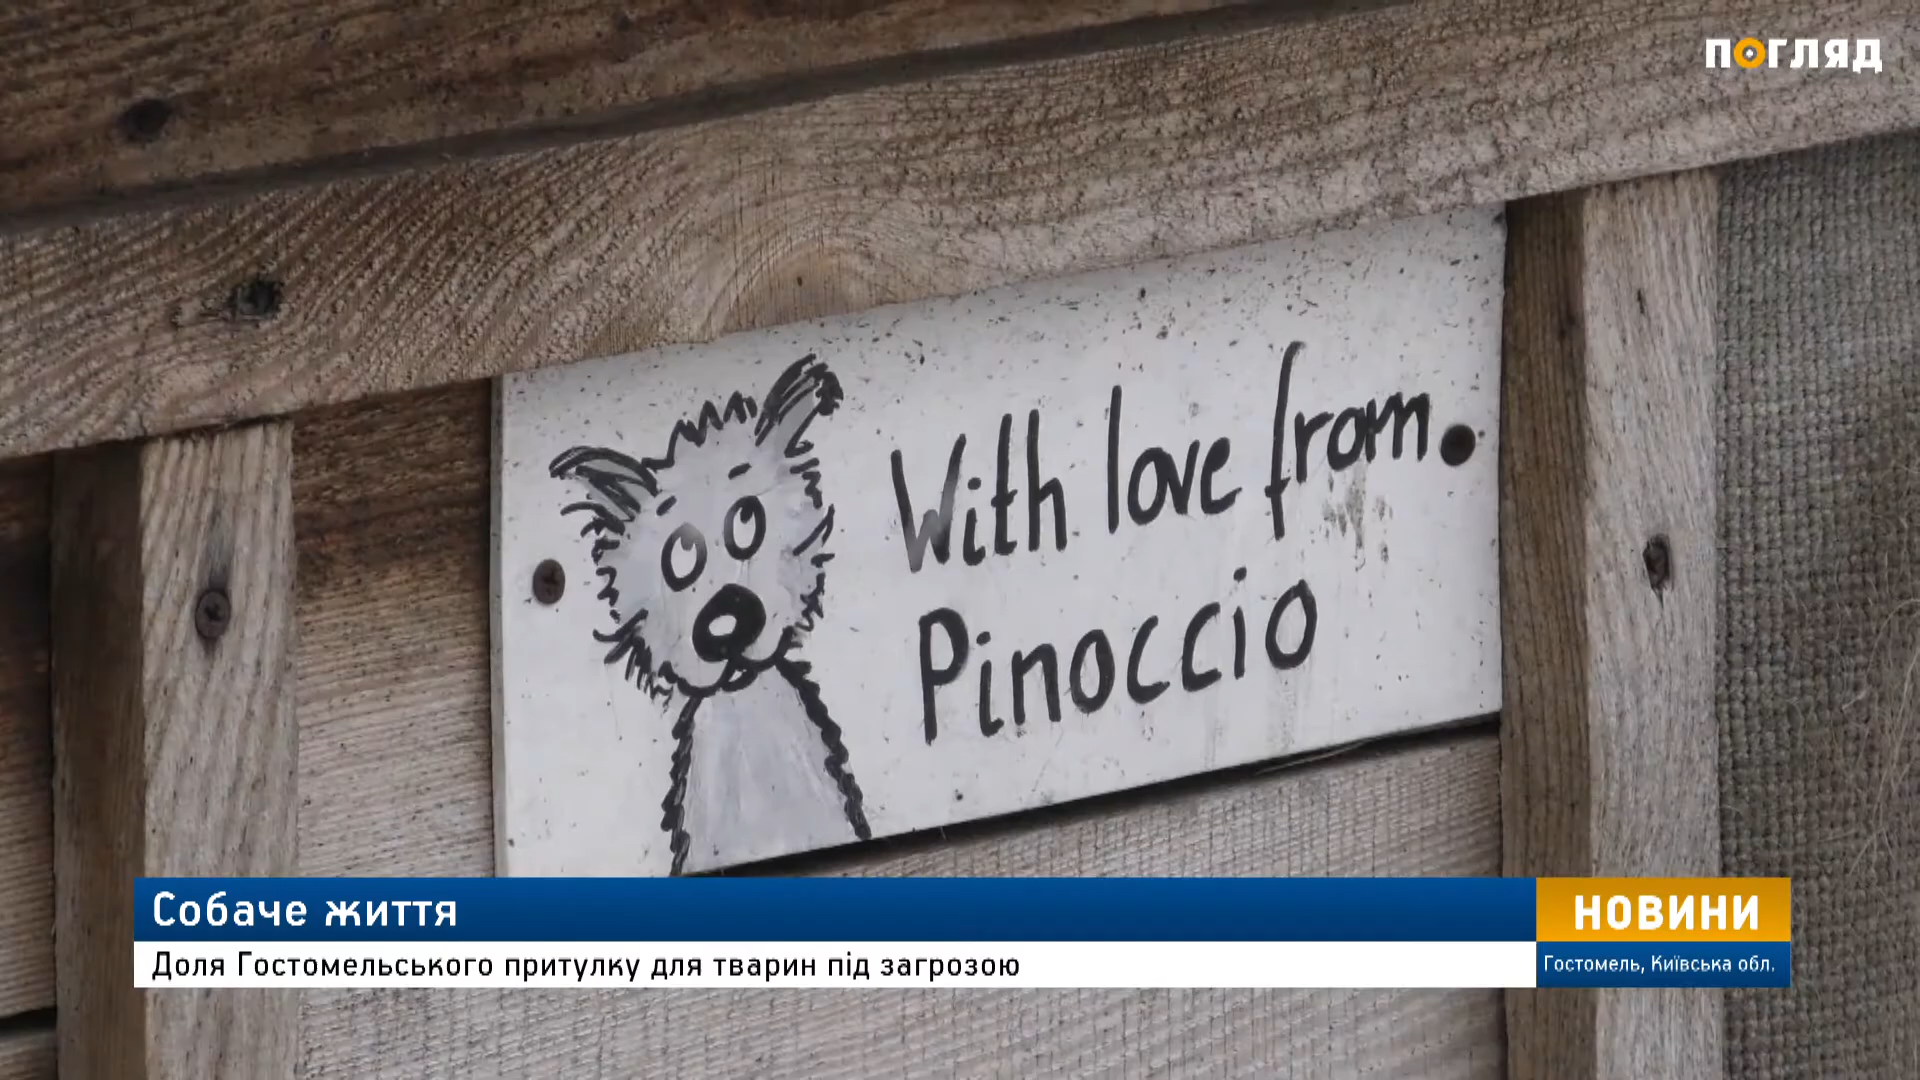 ПОГЛЯД
With love from
Pinoccio
Собаче життя
НОВИНИ
Доля Гостомельського притулку для тварин під загрозою
Гостомель, Київська обл.